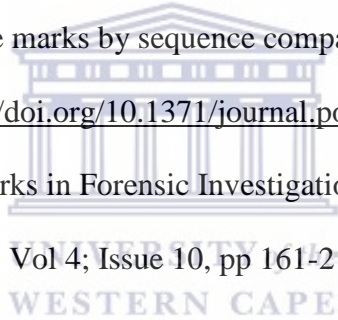 e marks by sequence compa
/doi.org/10.1371/journal.po
rks in Forensic Investigatio
Vol 4; Issue 10, pp 161-2
UNIVERSITY of the
WESTERN CAPE